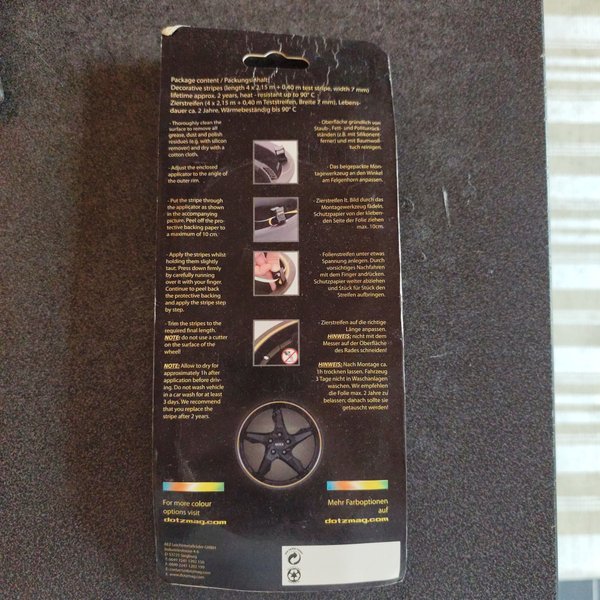 Package content / Packungsinhalt:
Decorative stripes (length 4 x 2,15 m + 0,40 m test stripe, width 7 mm)
lifetime approx. 2 years, heat - resistant up to 90° C
Zierstreifen (4 x 2,15 m + 0,40 m Teststreifen, Breite 7 mm), Lebens-
dauer ca. 2 Jahre, Wärmebeständig bis 90° C
- Thoroughly clean the
surface to remove all
grease, dust and polish
residues (e.g. with silicon
remover) and dry with a
cotton cloth.
- Oberfläche gründlich von
Staub-, Fett- und Politurrück-
ständen (z.B. mit Silikonent-
ferner) und mit Baumwoll-
tuch reinigen.
- Adjust the enclosed
applicator to the angle of
the outer rim.
- Das beigepackte Mon-
tagewerkzeug an den Winkel
am Felgenhorn anpassen.
- Put the stripe through
the applicator as shown
in the accompanying
picture. Peel off the pro-
tective backing paper to
a maximum of 10 cm.
- Zierstreifen lt. Bild durch das
Montagewerkzeug fädeln.
Schutzpapier von der kleben-
den Seite der Folie ziehen
max. 10cm.
- Apply the stripes whilst
holding them slightly
taut. Press down firmly
by carefully running
over it with your finger.
Continue to peel back
the protective backing
and apply the stripe step
by step.
- Folienstreifen unter etwas
Spannung anlegen. Durch
vorsichtiges Nachfahren
mit dem Finger andrücken.
Schutzpapier weiter abziehen
und Stück für Stück den
Streifen aufbringen.
- Trim the stripes to the
required final length.
NOTE: do not use a cutter
on the surface of the
wheel!
- Zierstreifen auf die richtige
Länge anpassen.
HINWEIS: nicht mit dem
Messer auf der Oberfläche
des Rades schneiden!
NOTE: Allow to dry for
approximately 1h after
application before driv-
ing. Do not wash vehicle
in a car wash for at least
3 days. We recommend
that you replace the
stripe after 2 years.
HINWEIS: Nach Montage ca.
1h trocknen lassen. Fahrzeug
3 Tage nicht in Waschanlagen
waschen. Wir empfehlen
die Folie max. 2 Jahre zu
belassen; danach sollte sie
getauscht werden!
For more colour
options visit
dotzmag.com
Mehr Farboptionen
auf
dotzmag.com
AEZ Leichtmetallräder GmbH
Industriestrasse 4-6
D 53721 Siegburg
www.dotzmag.com